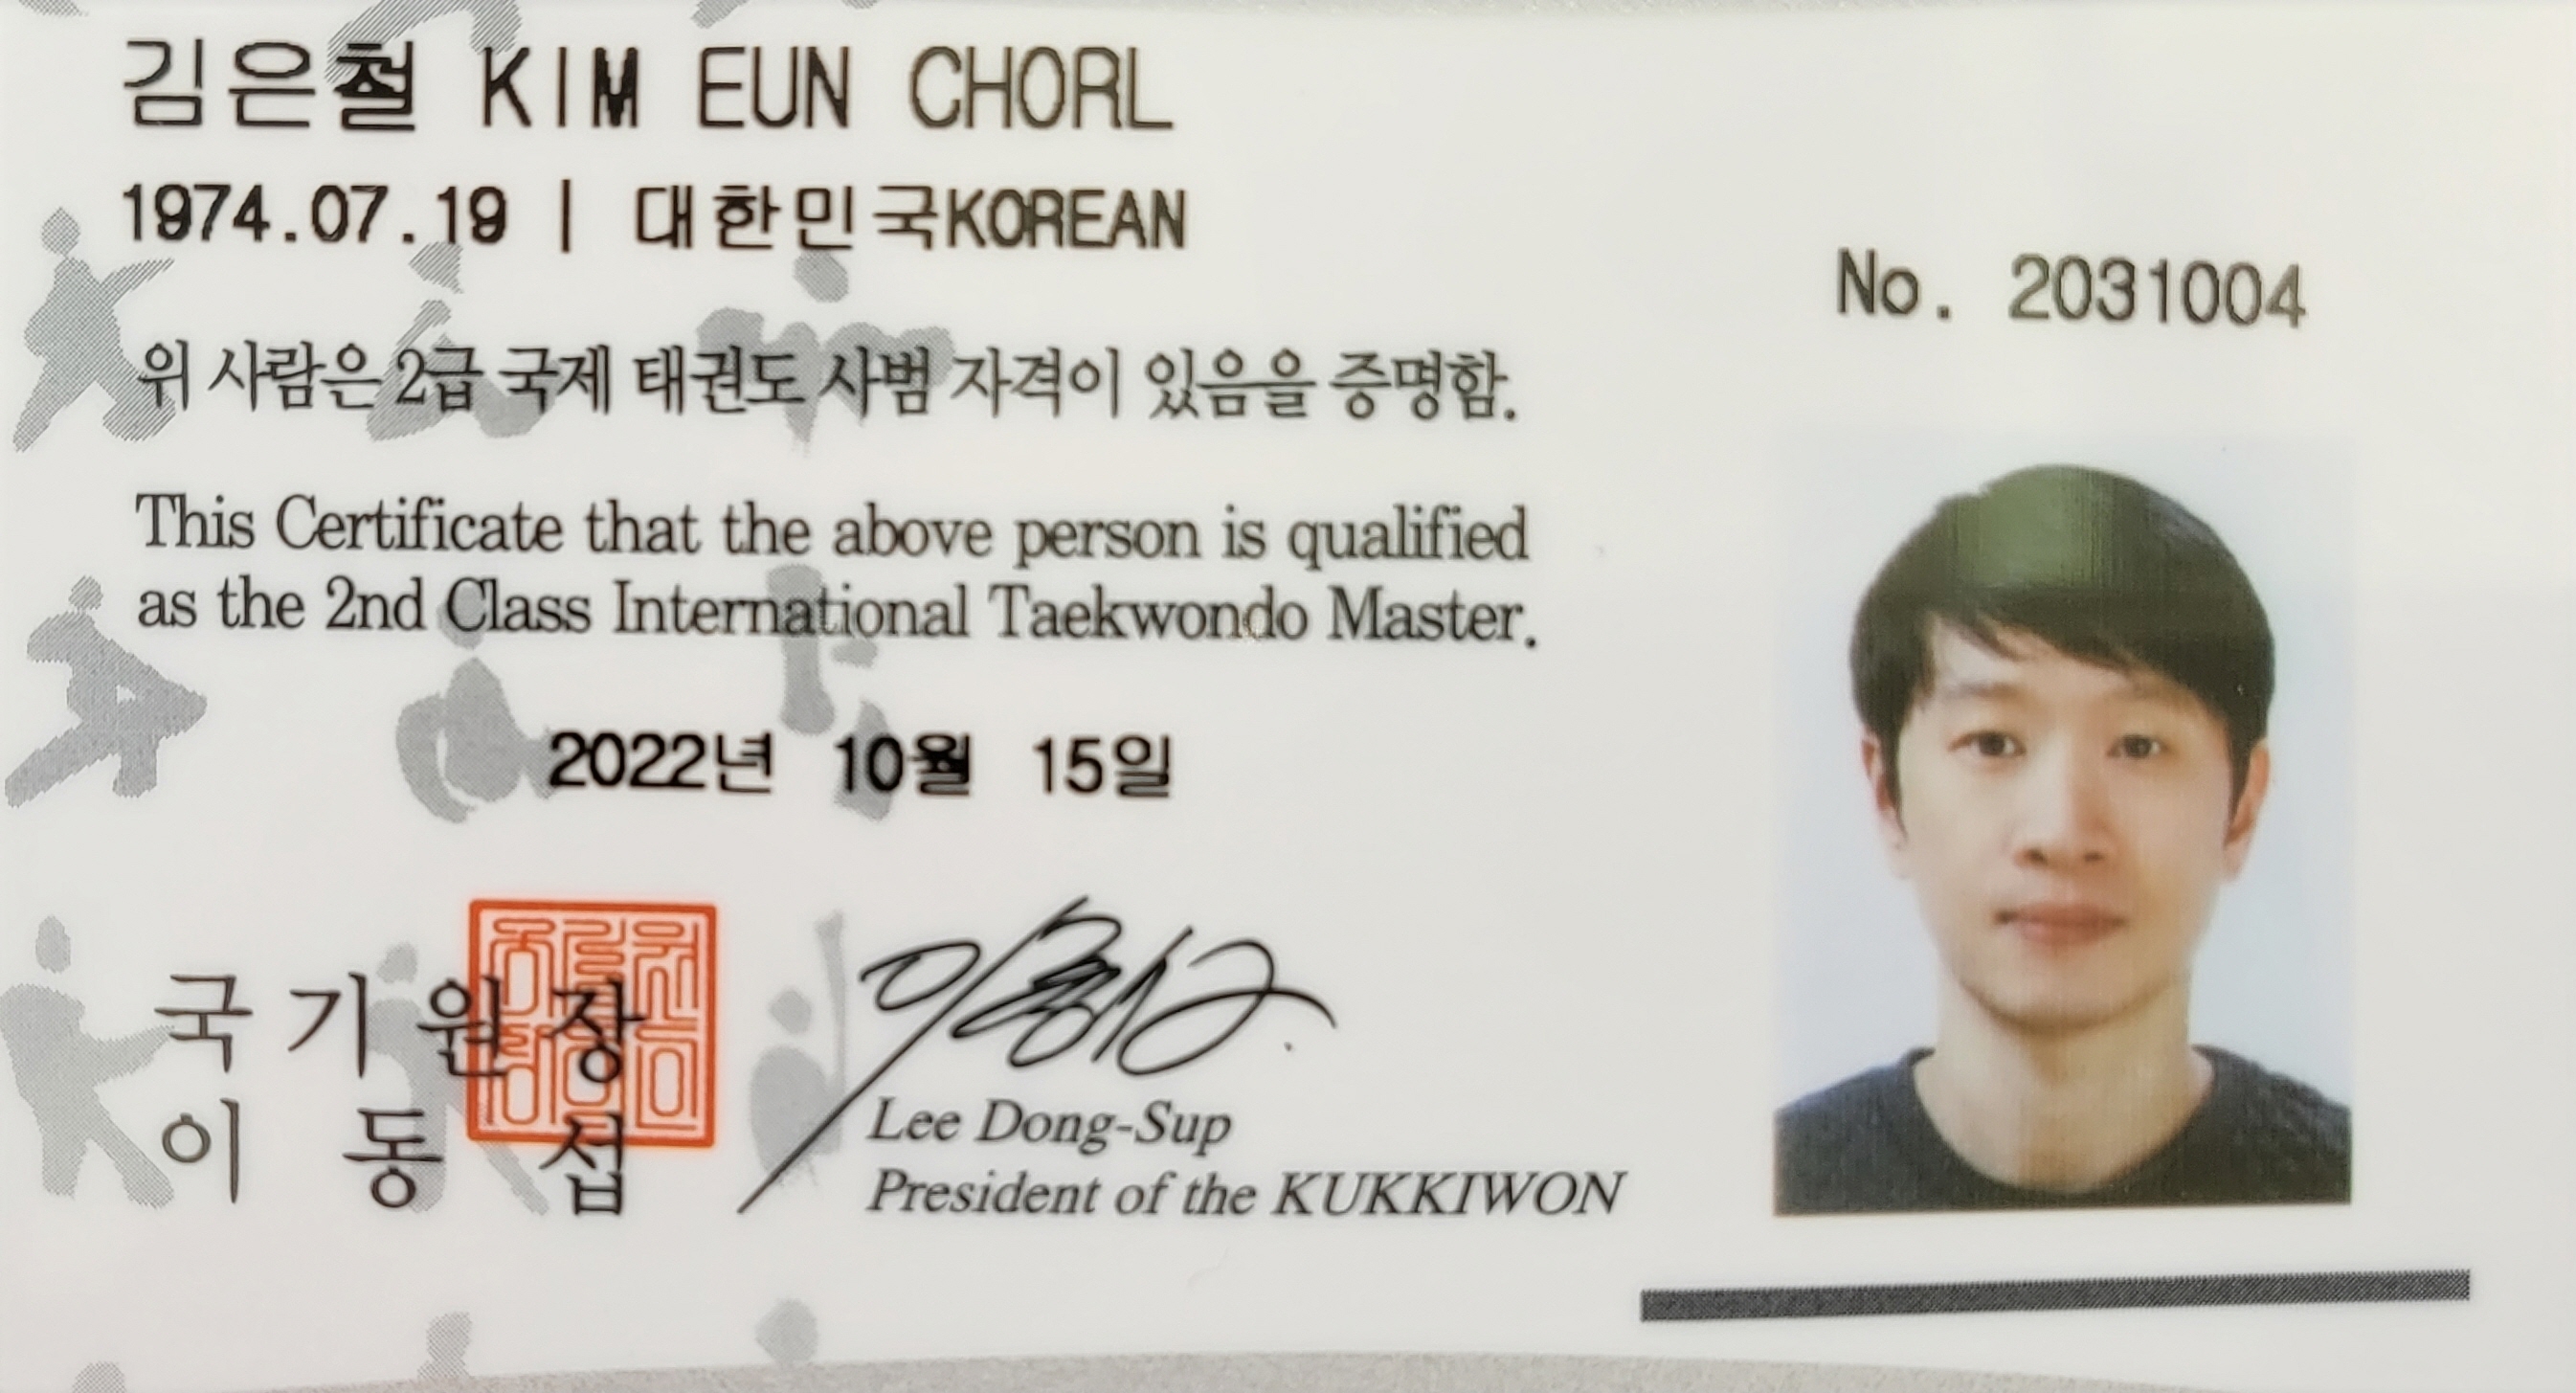 김은철 KIM EUN CHORL
1974.07.19 | 대한민국KOREAN
No. 2031004
위 사람은 2급 국제 태권도 사범 자격이 있음을 증명함.
This Certificate that the above person is qualified
as the 2nd Class International Taekwondo Master.
2022년 10월 15일
국기원장
이동섭
Lee Dong-Sup
President of the KUKKIWON